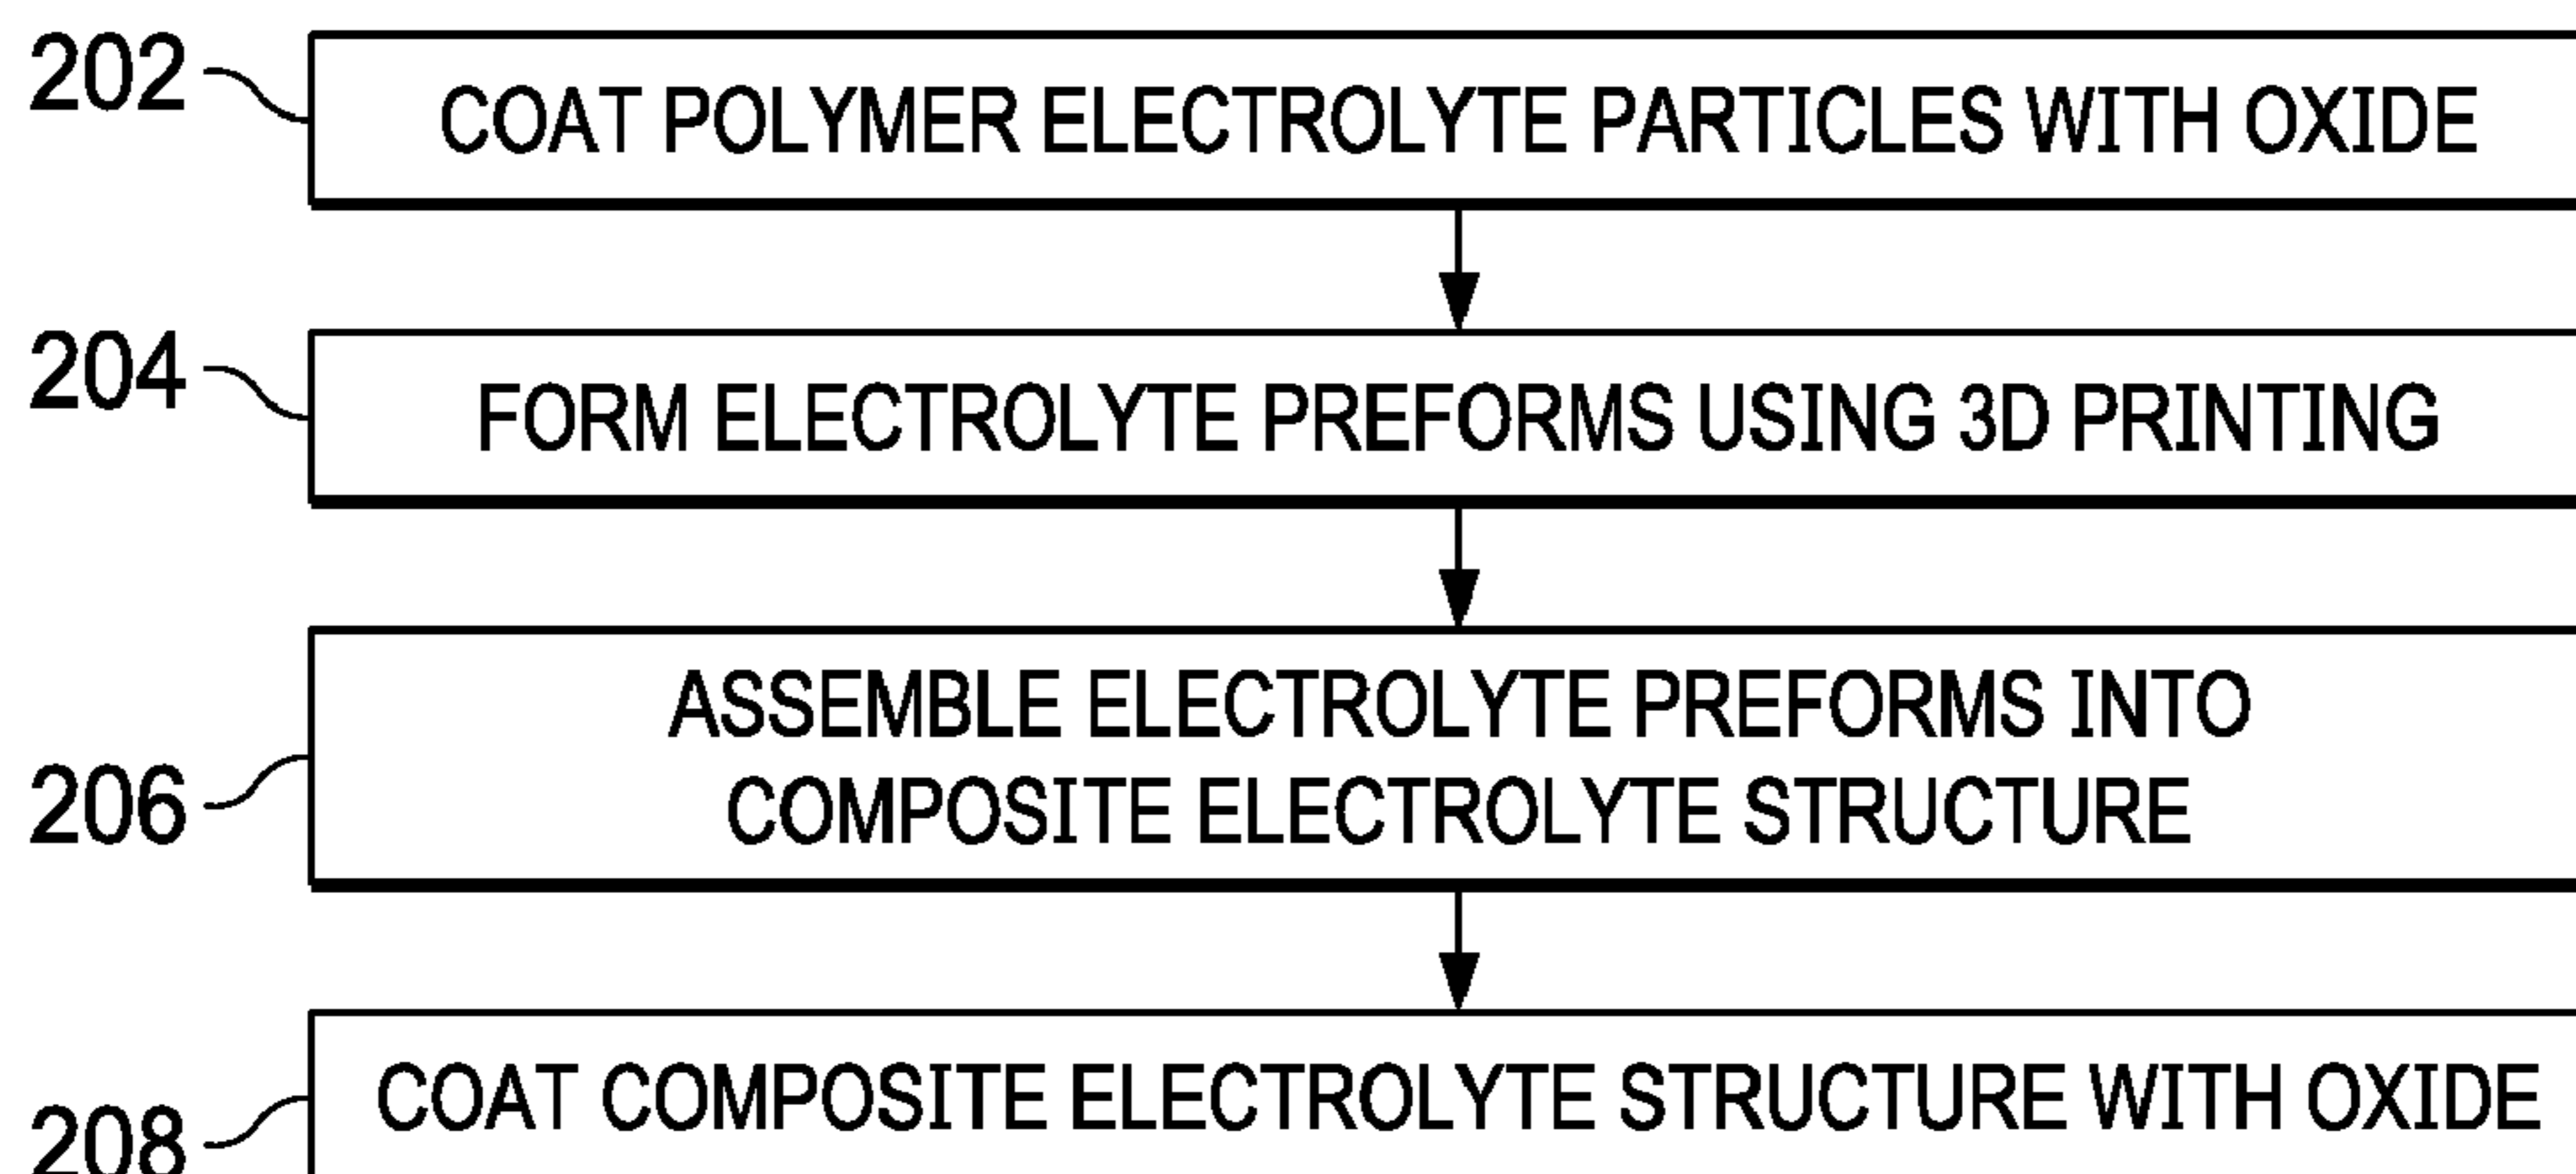 202
COAT POLYMER ELECTROLYTE PARTICLES WITH OXIDE
204
FORM ELECTROLYTE PREFORMS USING 3D PRINTING
206
ASSEMBLE ELECTROLYTE PREFORMS INTO
COMPOSITE ELECTROLYTE STRUCTURE
208
COAT COMPOSITE ELECTROLYTE STRUCTURE WITH OXIDE